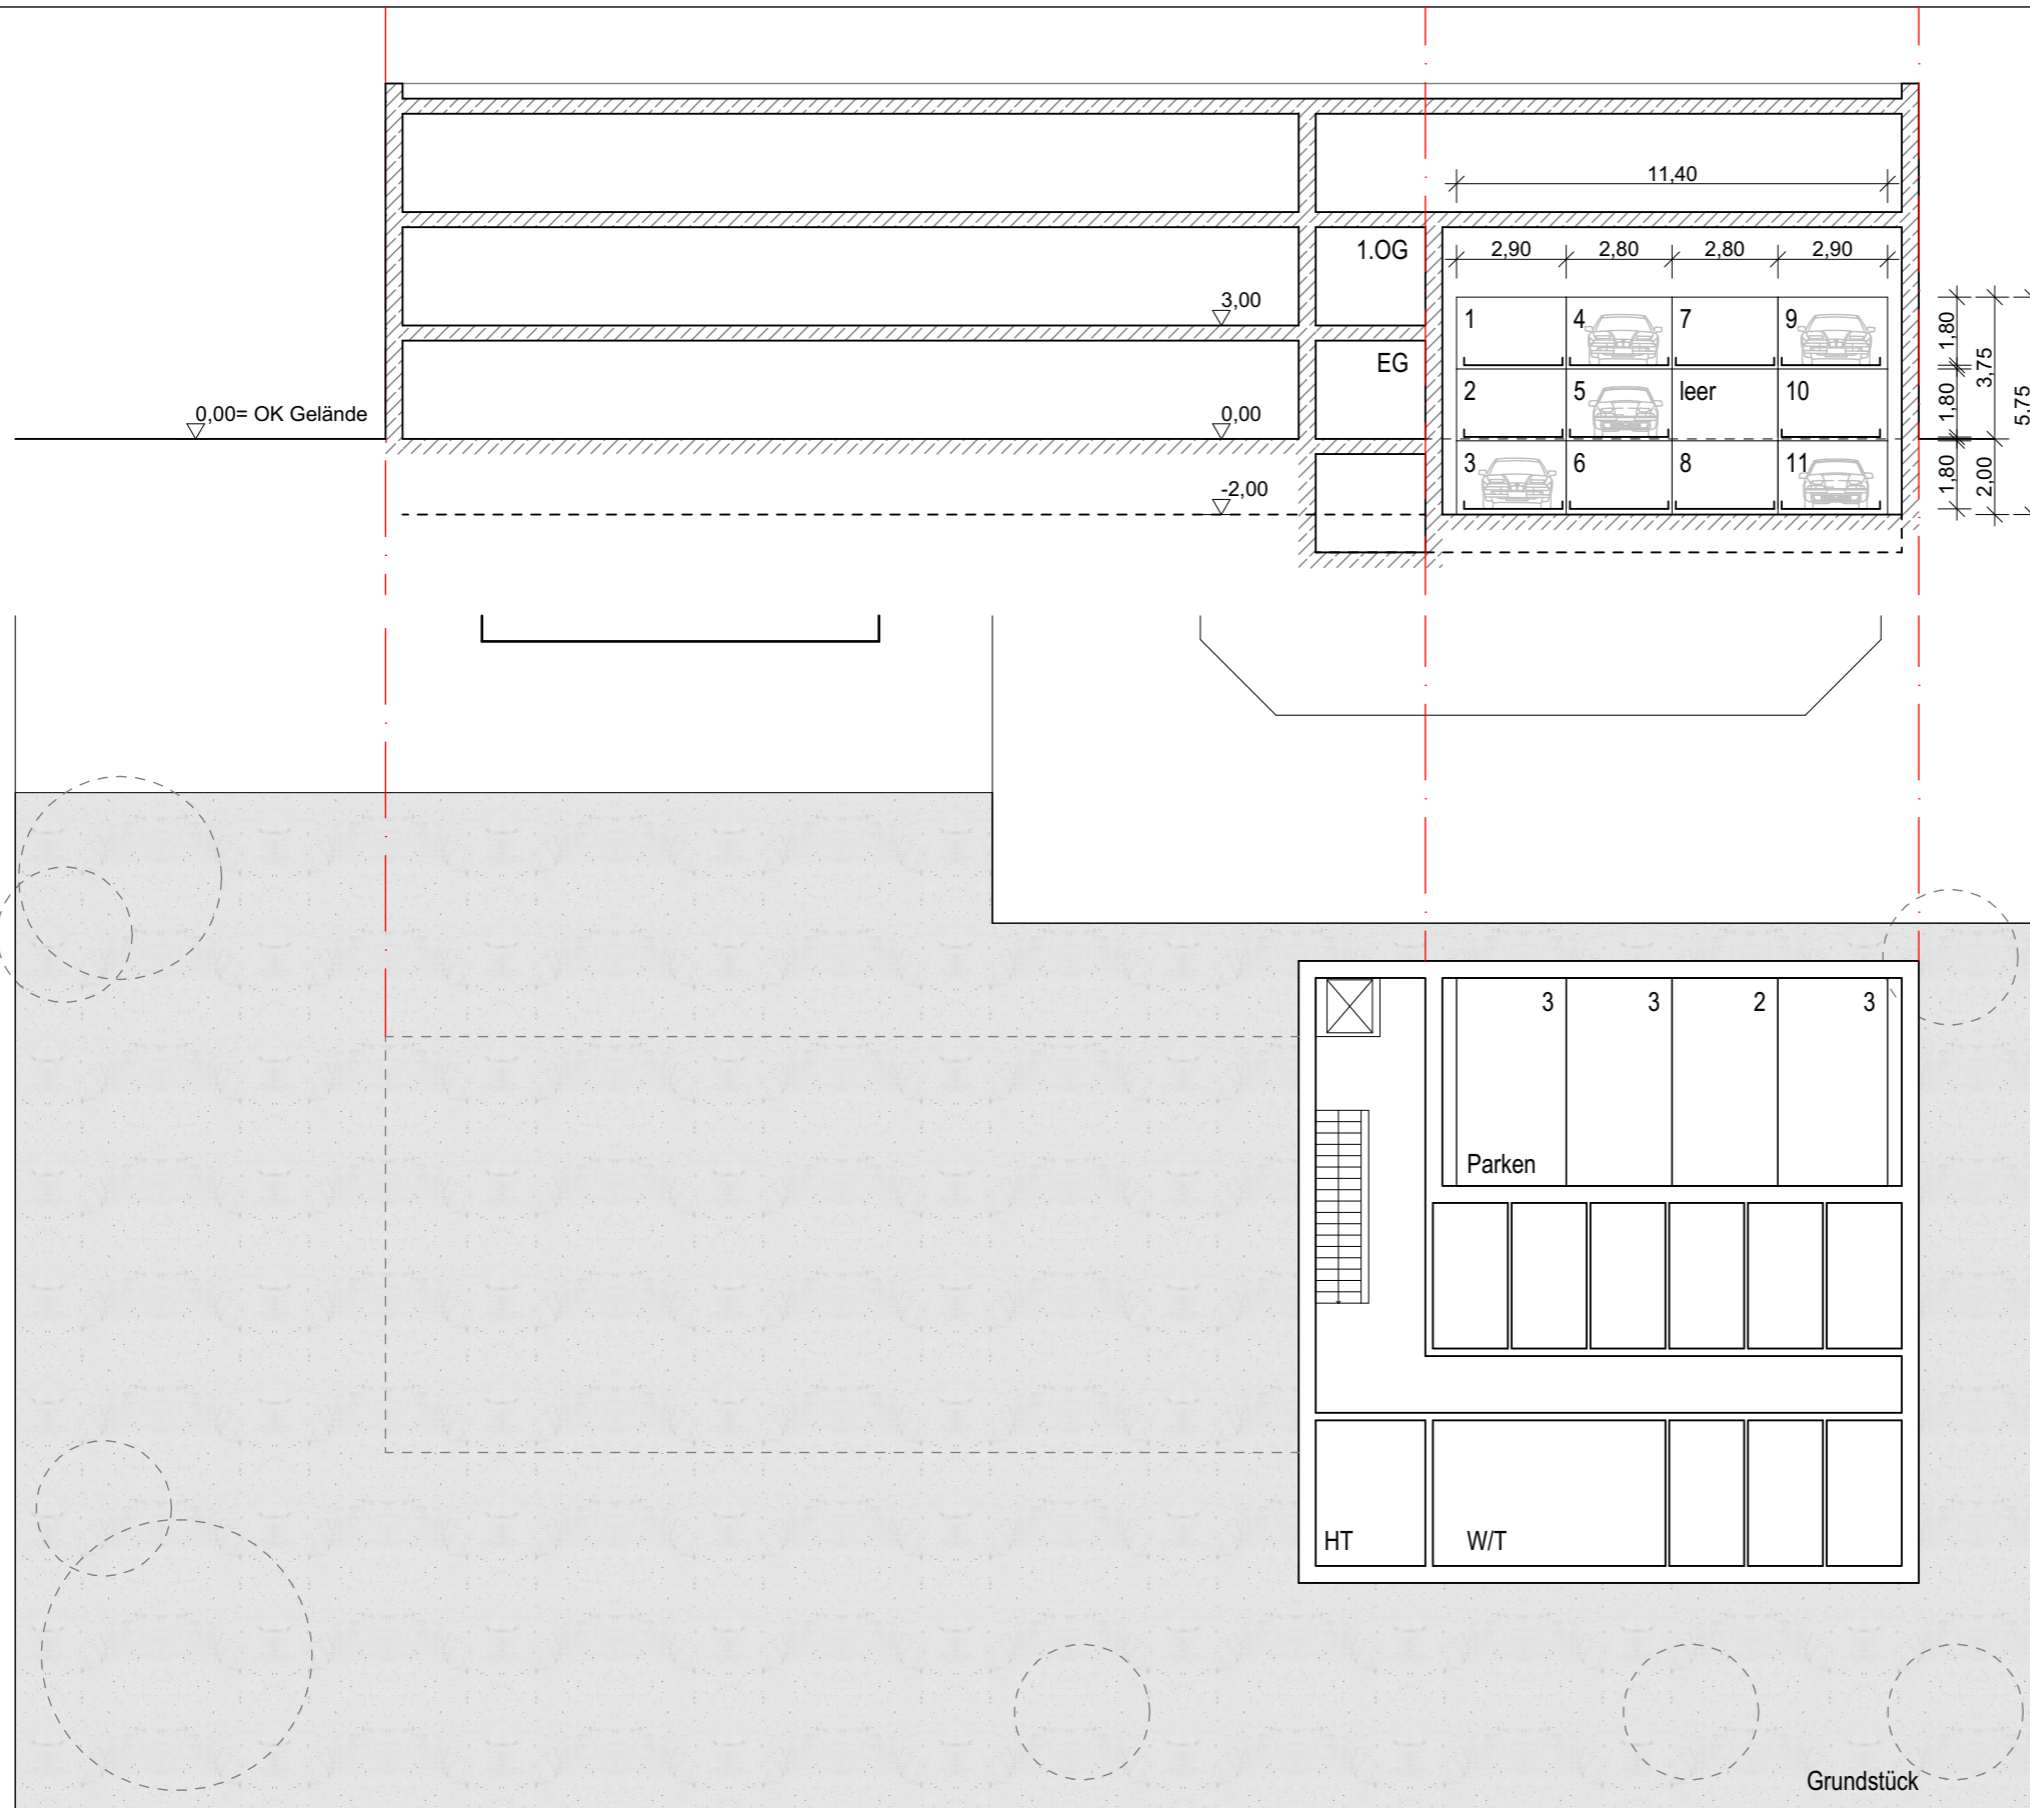 11,40
1.OG
2,90 2,80 2,80 2,90
3,00
1 4 7 9
1,80
3,75
EG
2 5 leer 10
1,80
5,75
0,00= OK Gelände
0,00
3 6 8 11
1,80
2,00
-2,00
3 3 2 3
Parken
HT
W/T
Grundstück